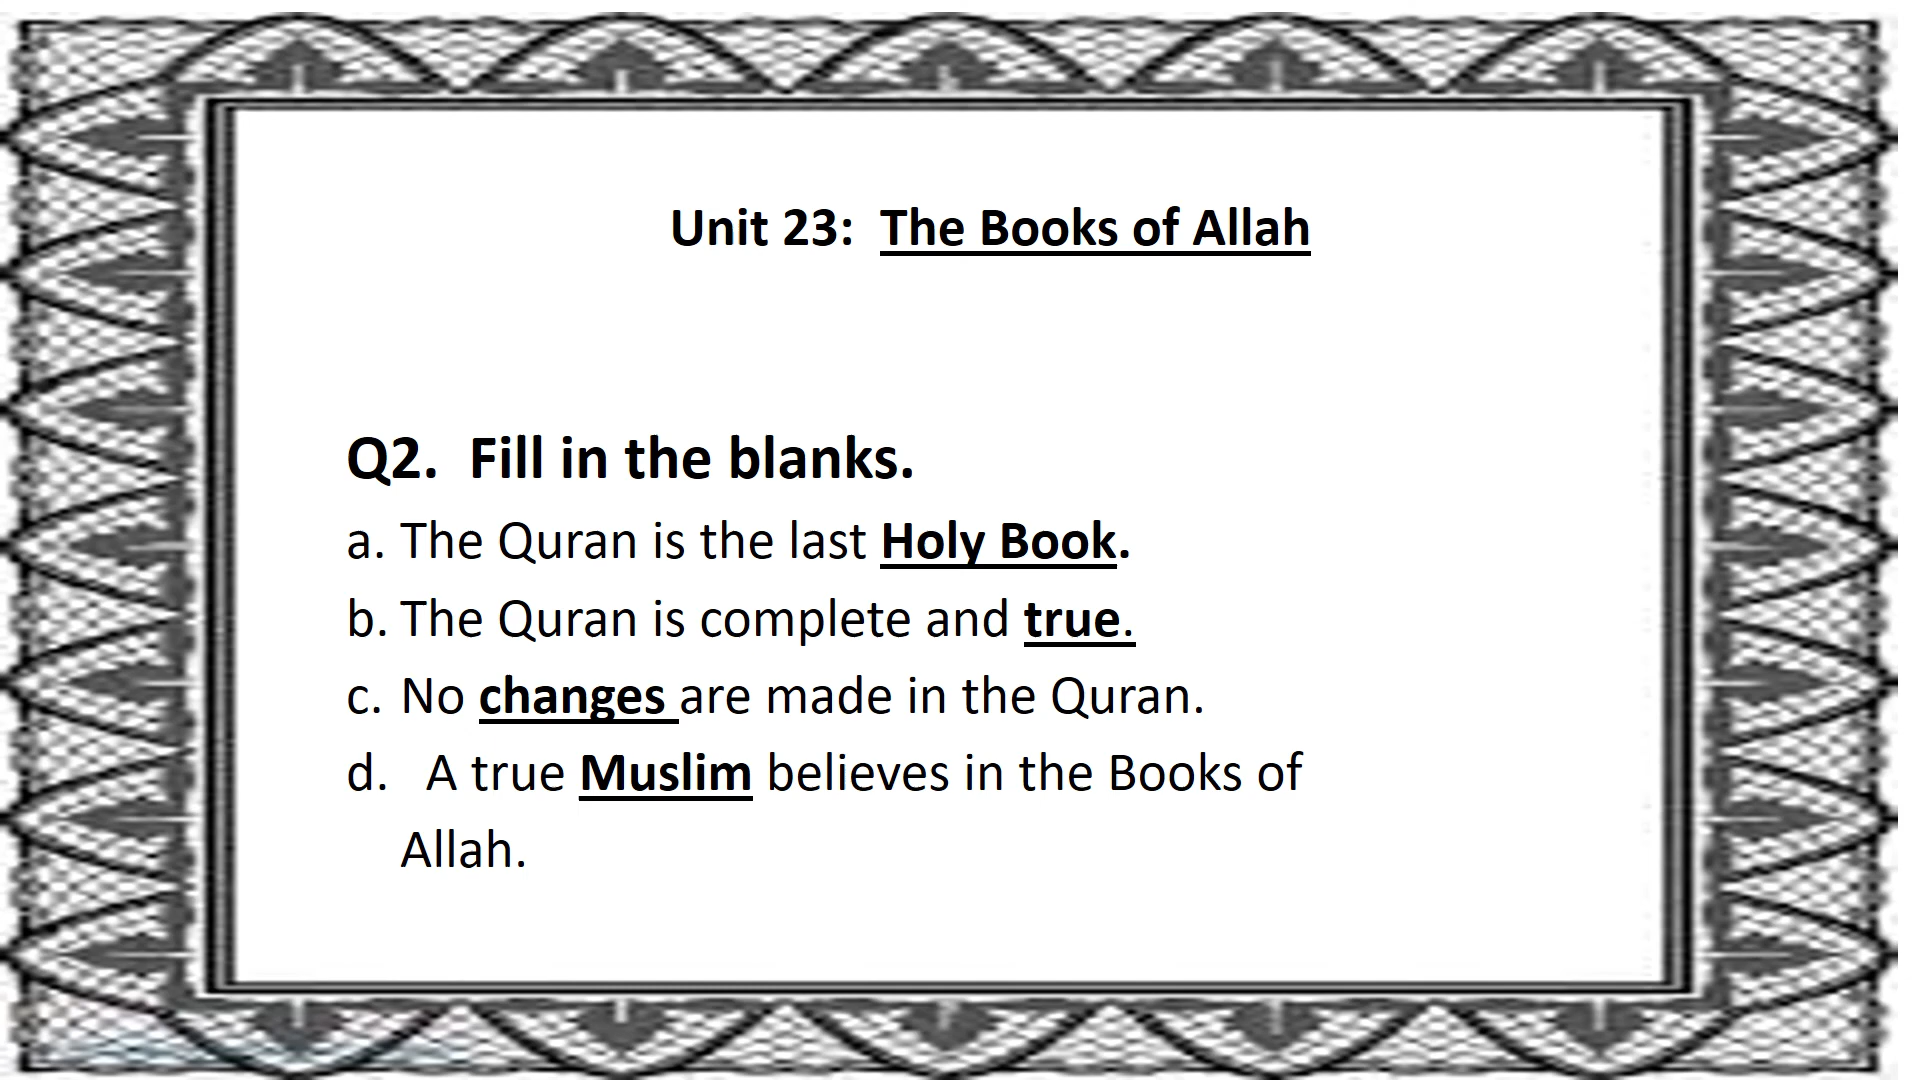 Unit 23: The Books of Allah
Q2. Fill in the blanks.
a. The Quran is the last Holy Book.
b. The Quran is complete and true.
c. No changes are made in the Quran.
d. A true Muslim believes in the Books of
Allah.